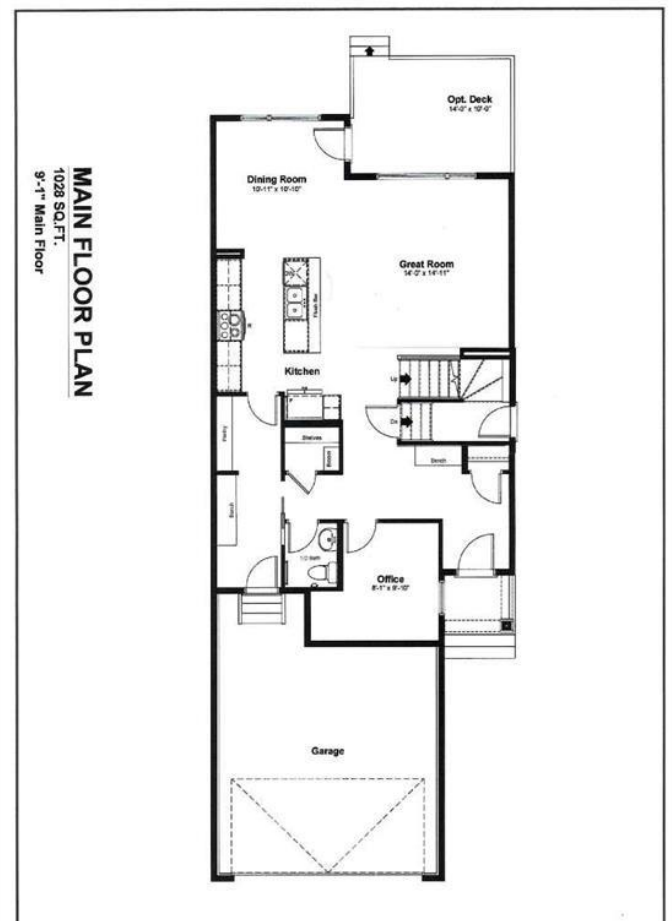 MAIN FLOOR PLAN
1028 SQ.FT.
9'-1" Main Floor
Opt. Deck
14'-0" x 10'-0"
Dining Room
10'-11" x 10'-10"
Great Room
14'-0" x 14'-11"
Flush Bar
Kitchen
Up
Dn
Pantry
Shelves
Broom
Bench
Bench
1/2 Bath
Office
8'-1" x 9'-10"
Garage